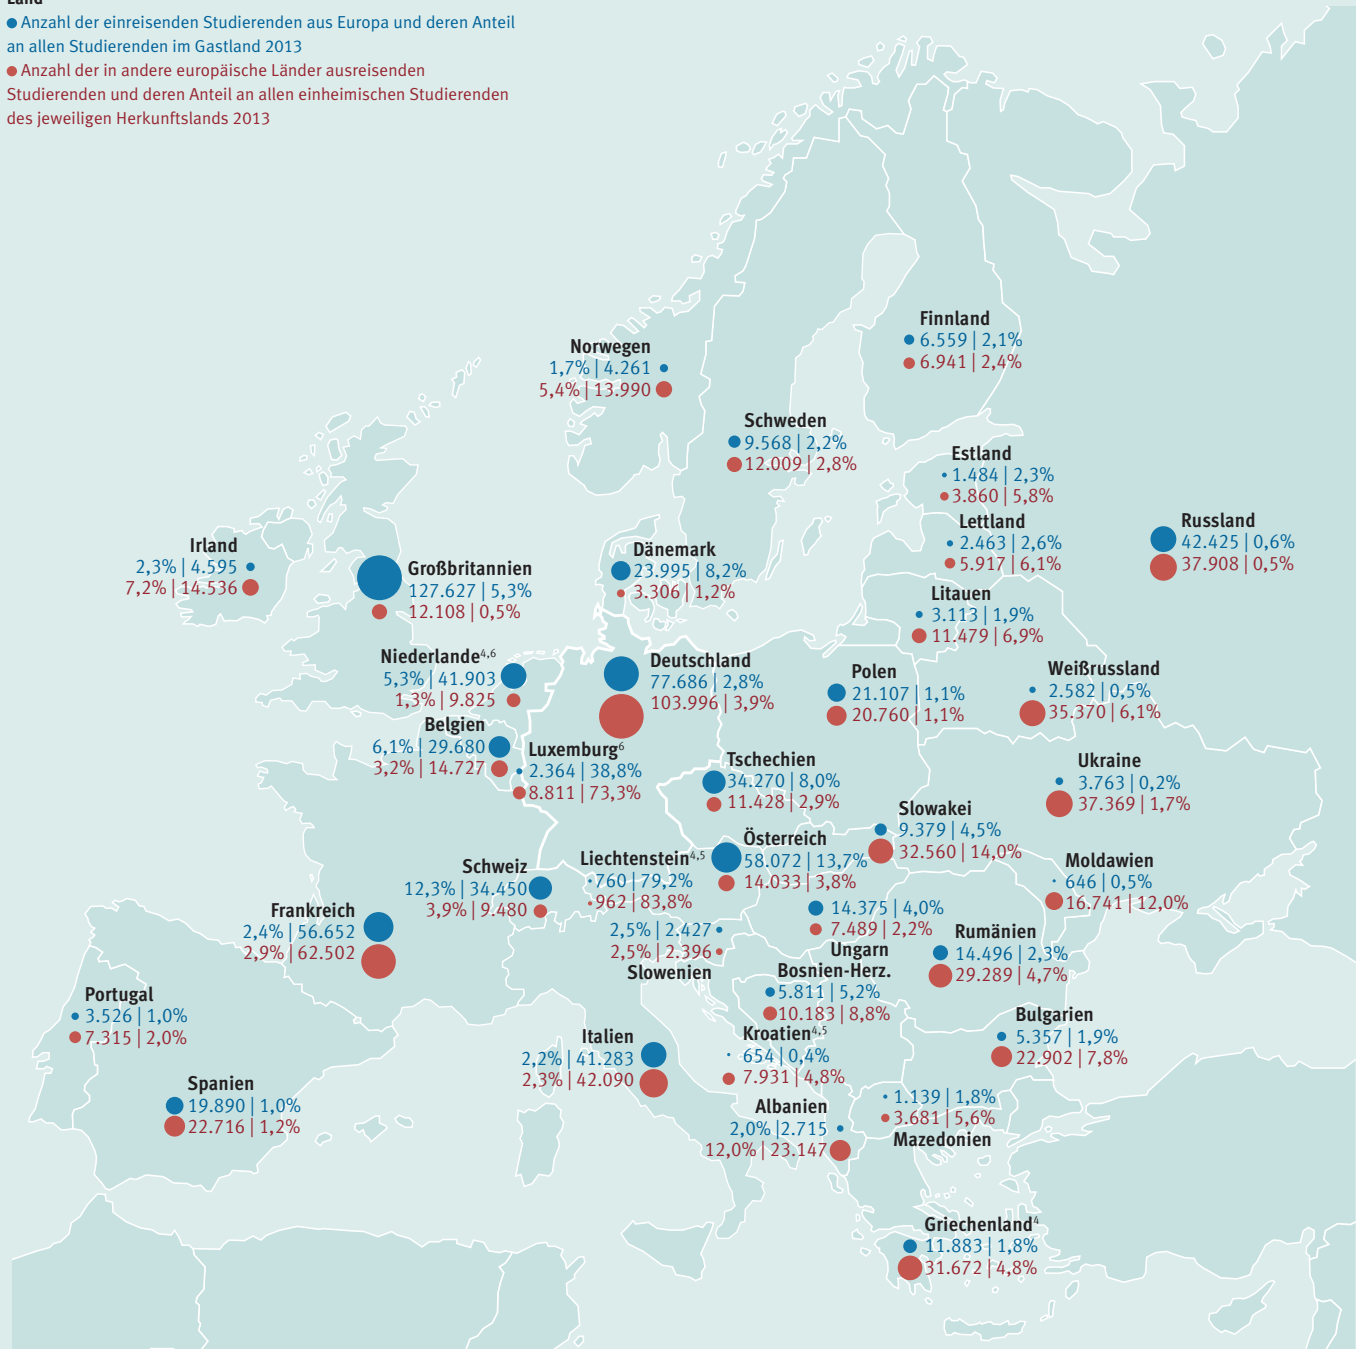 Land
Anzahl der einreisenden Studierenden aus Europa und deren Anteil
an allen Studierenden im Gastland 2013
Anzahl der in andere europäische Länder ausreisenden
Studierenden und deren Anteil an allen einheimischen Studierenden
des jeweiligen Herkunftslands 2013
Finnland
6.559 | 2,1%
6.941 | 2,4%
Norwegen
1,7% | 4.261
5,4% | 13.990
Schweden
9.568 | 2,2%
12.009 | 2,8%
Estland
1.484 | 2,3%
3.860 | 5,8%
Lettland
2.463 | 2,6%
5.917 | 6,1%
Russland
42.425 | 0,6%
37.908 | 0,5%
Irland
2,3% | 4.595
7,2% | 14.536
Großbritannien
127.627 | 5,3%
12.108 | 0,5%
Dänemark
23.995 | 8,2%
3.306 | 1,2%
Litauen
3.113 | 1,9%
11.479 | 6,9%
Niederlande4,6
5,3% | 41.903
1,3% | 9.825
Deutschland
77.686 | 2,8%
103.996 | 3,9%
Polen
21.107 | 1,1%
20.760 | 1,1%
Weißrussland
2.582 | 0,5%
35.370 | 6,1%
Belgien
6,1% | 29.680
3,2% | 14.727
Luxemburg6
2.364 | 38,8%
8.811 | 73,3%
Tschechien
34.270 | 8,0%
11.428 | 2,9%
Ukraine
3.763 | 0,2%
37.369 | 1,7%
Slowakei
9.379 | 4,5%
32.560 | 14,0%
Österreich
58.072 | 13,7%
14.033 | 3,8%
Liechtenstein4,5
760 | 79,2%
962 | 83,8%
Schweiz
12,3% | 34.450
3,9% | 9.480
Moldawien
646 | 0,5%
16.741 | 12,0%
Frankreich
2,4% | 56.652
2,9% | 62.502
14.375 | 4,0%
7.489 | 2,2%
Ungarn
2,5% | 2.427
2,5% | 2.396
Slowenien
Rumänien
14.496 | 2,3%
29.289 | 4,7%
Bosnien-Herz.
5.811 | 5,2%
10.183 | 8,8%
Portugal
3.526 | 1,0%
7.315 | 2,0%
Bulgarien
5.357 | 1,9%
22.902 | 7,8%
Italien
2,2% | 41.283
2,3% | 42.090
Kroatien4,5
654 | 0,4%
7.931 | 4,8%
Spanien
19.890 | 1,0%
22.716 | 1,2%
1.139 | 1,8%
3.681 | 5,6%
Mazedonien
Albanien
2,0% | 2.715
12,0% | 23.147
Griechenland4
11.883 | 1,8%
31.672 | 4,8%